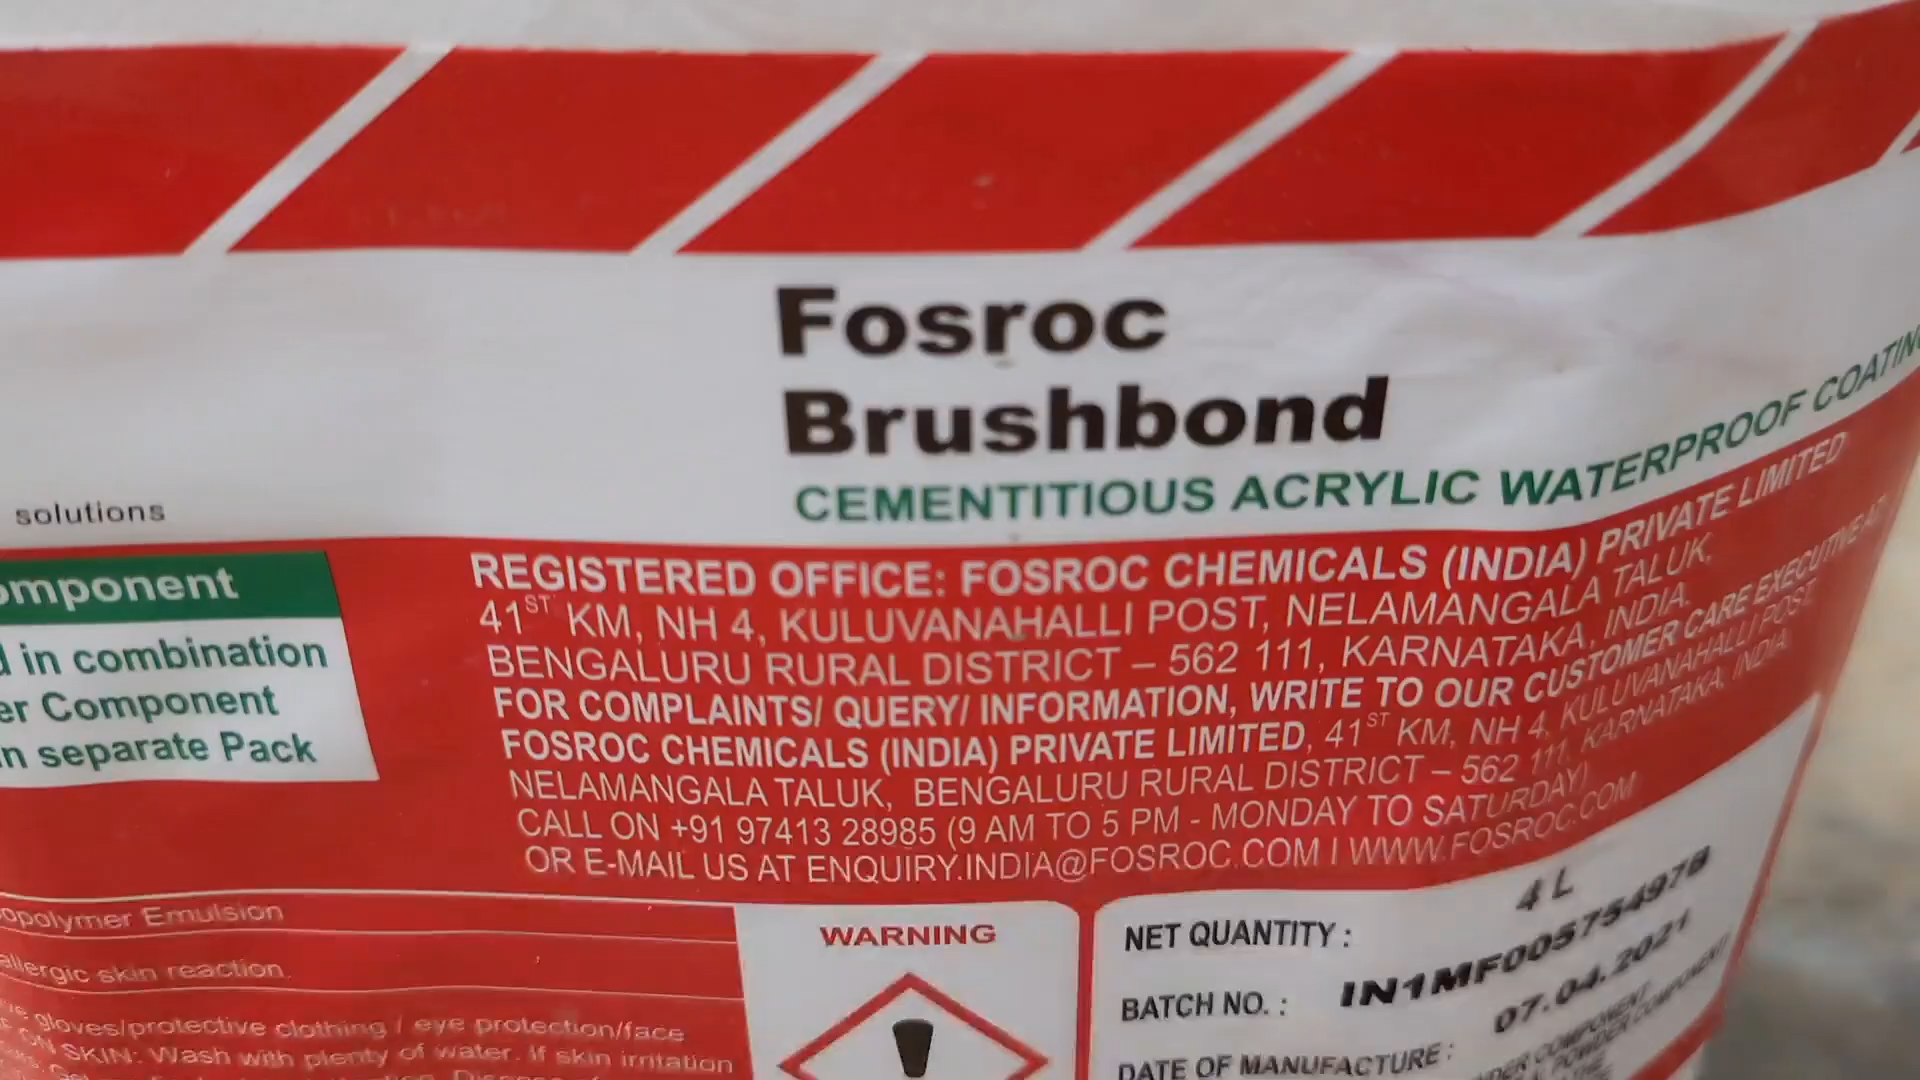 Fosroc
Brushbond
CEMENTITIOUS ACRYLIC WATERPROOF
solutions
in combination
Component
separate Pack
REGISTERED OFFICE: FOSROC CHEMICALS (INDIA) PRIVATE LIMITED
41ST KM, NH 4, KULUVANAHALLI POST, NELAMANGALA TALUK,
BENGALURU RURAL DISTRICT – 562 111, KARNATAKA, INDIA.
FOR COMPLAINTS/ QUERY/ INFORMATION, WRITE TO OUR CUSTOMER CARE EXECUTIVE AT
FOSROC CHEMICALS (INDIA) PRIVATE LIMITED, 41ST KM, NH 4, KULUVANAHALLI POST,
NELAMANGALA TALUK, BENGALURU RURAL DISTRICT – 562 111, KARNATAKA, INDIA.
CALL ON +91 97413 28985 (9 AM TO 5 PM - MONDAY TO SATURDAY)
OR E-MAIL US AT ENQUIRY.INDIA@FOSROC.COM I WWW.FOSROC.COM
Emulsion
allergic skin reaction.
gloves/protective clothing / eye protection/face
ON SKIN: Wash with plenty of water. If skin irritation
WARNING
NET QUANTITY : 4 L
BATCH NO. : IN1MF00575497B
DATE OF MANUFACTURE : 07.04.2021